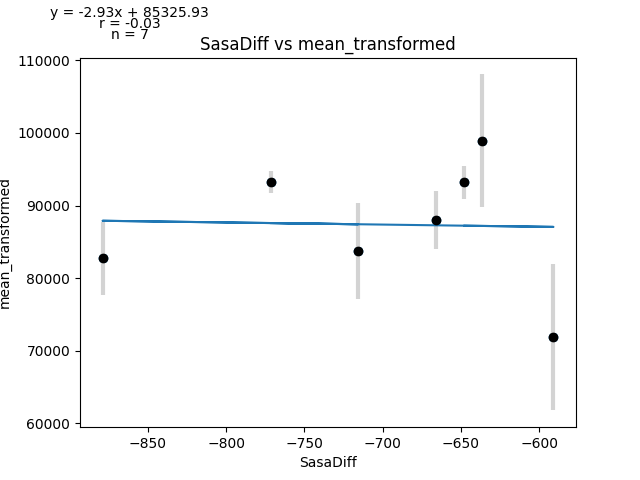 y = -2.93x + 85325.93
r = -0.03
n = 7
SasaDiff vs mean_transformed
110000
100000
90000
80000
70000
60000
mean_transformed
−850
−800
−750
−700
−650
−600
SasaDiff